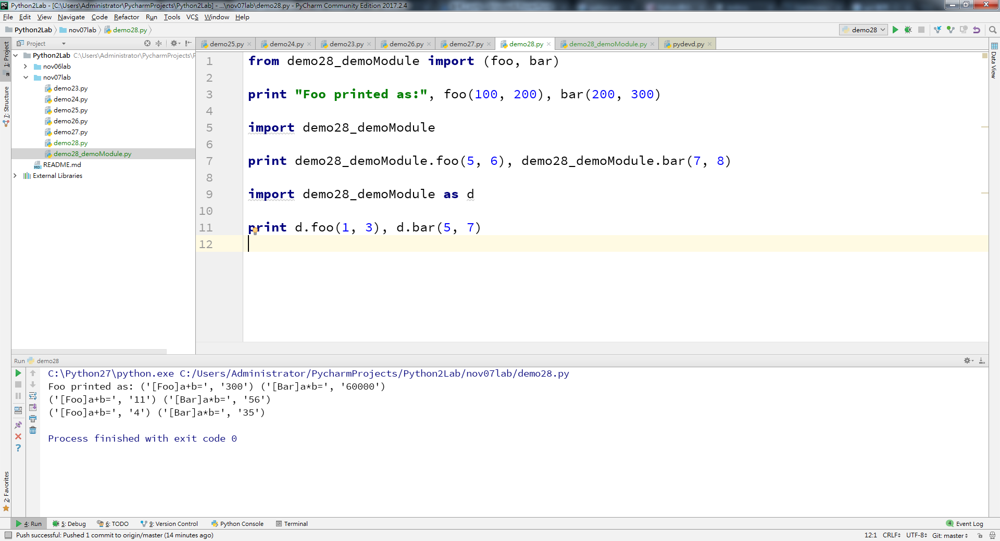 Python2Lab - [C:\Users\Administrator\PycharmProjects\Python2Lab] - ...\nov07lab\demo28.py - PyCharm Community Edition 2017.2.4
File Edit View Navigate Code Refactor Run Tools VCS Window Help
Python2Lab nov07lab demo28.py demo28
1: Project
7: Structure
2: Favorites
Project
Python2Lab C:\Users\Administrator\PycharmProjects\P
nov06lab
nov07lab
demo23.py
demo24.py
demo25.py
demo26.py
demo27.py
demo28.py
demo28_demoModule.py
README.md
External Libraries
demo25.py demo24.py demo23.py demo26.py demo27.py demo28.py demo28_demoModule.py pydevd.py
1 from demo28_demoModule import (foo, bar)
2
3 print "Foo printed as:", foo(100, 200), bar(200, 300)
4
5 import demo28_demoModule
6
7 print demo28_demoModule.foo(5, 6), demo28_demoModule.bar(7, 8)
8
9 import demo28_demoModule as d
10
11 print d.foo(1, 3), d.bar(5, 7)
12
Data View
Run demo28
C:\Python27\python.exe C:/Users/Administrator/PycharmProjects/Python2Lab/nov07lab/demo28.py
Foo printed as: ('[Foo]a+b=', '300') ('[Bar]a*b=', '60000')
('[Foo]a+b=', '11') ('[Bar]a*b=', '56')
('[Foo]a+b=', '4') ('[Bar]a*b=', '35')
Process finished with exit code 0
4: Run 5: Debug 6: TODO 9: Version Control Python Console Terminal 4 Event Log
Push successful: Pushed 1 commit to origin/master (14 minutes ago) 12:1 CRLF UTF-8 Git: master